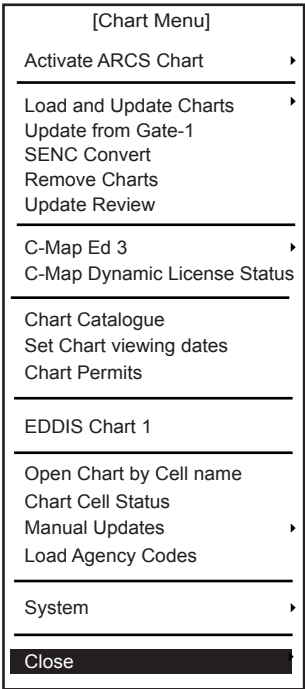 [Chart Menu]
Activate ARCS Chart
Load and Update Charts
Update from Gate-1
SENC Convert
Remove Charts
Update Review
C-Map Ed 3
C-Map Dynamic License Status
Chart Catalogue
Set Chart viewing dates
Chart Permits
EDDIS Chart 1
Open Chart by Cell name
Chart Cell Status
Manual Updates
Load Agency Codes
System
Close